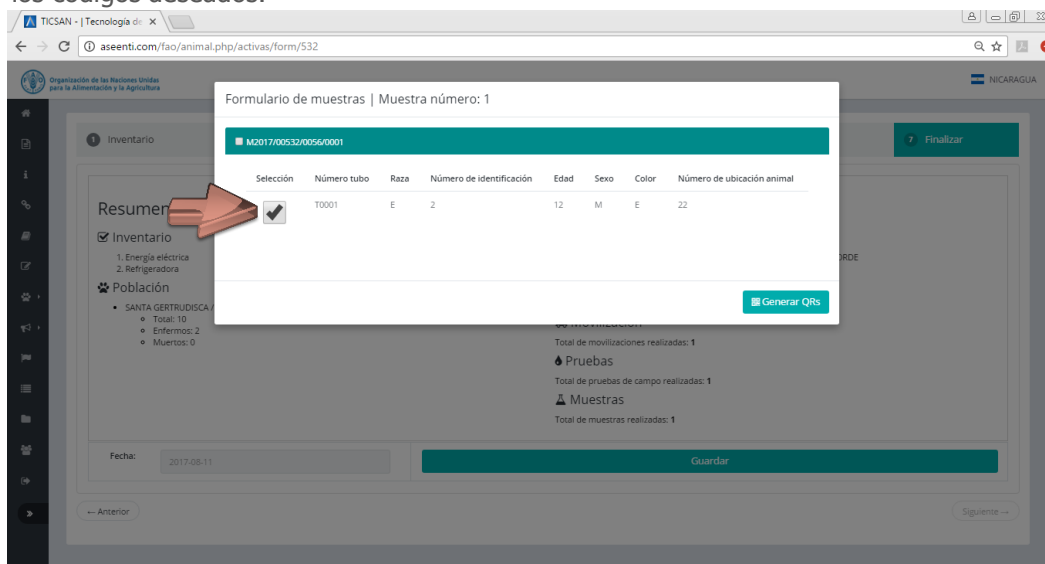 los códigos deseados.
TICSAN - | Tecnología de
aseenti.com/fao/animal.php/activas/form/532
Organización de las Naciones Unidas
para la Alimentación y la Agricultura
NICARAGUA
Formulario de muestras | Muestra número: 1
1 Inventario
7 Finalizar
M2017/00532/0056/0001
Selección Número tubo Raza Número de identificación Edad Sexo Color Número de ubicación animal
T0001 E 2 12 M E 22
Resumen
Inventario
1. Energía eléctrica
2. Refrigeradora
ORDE
Población
SANTA GERTRUDISCA /
Total: 10
Enfermos: 2
Muertos: 0
Generar QRs
Movilización
Total de movilizaciones realizadas: 1
Pruebas
Total de pruebas de campo realizadas: 1
Muestras
Total de muestras realizadas: 1
Fecha:
2017-08-11
Guardar
← Anterior
Siguiente →